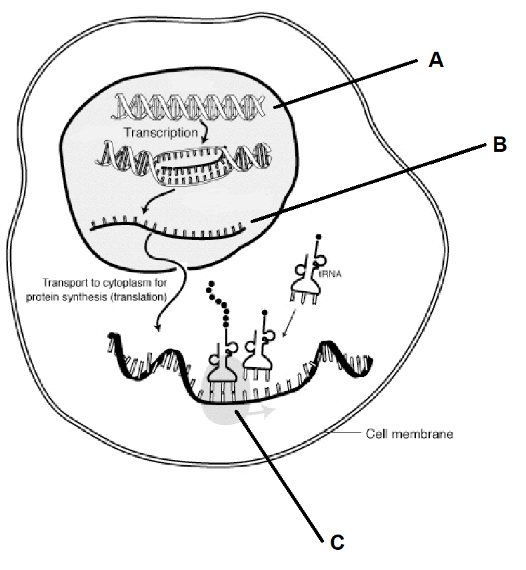 A
Transcription
B
Transport to cytoplasm for
protein synthesis (translation)
tRNA
Cell membrane
C